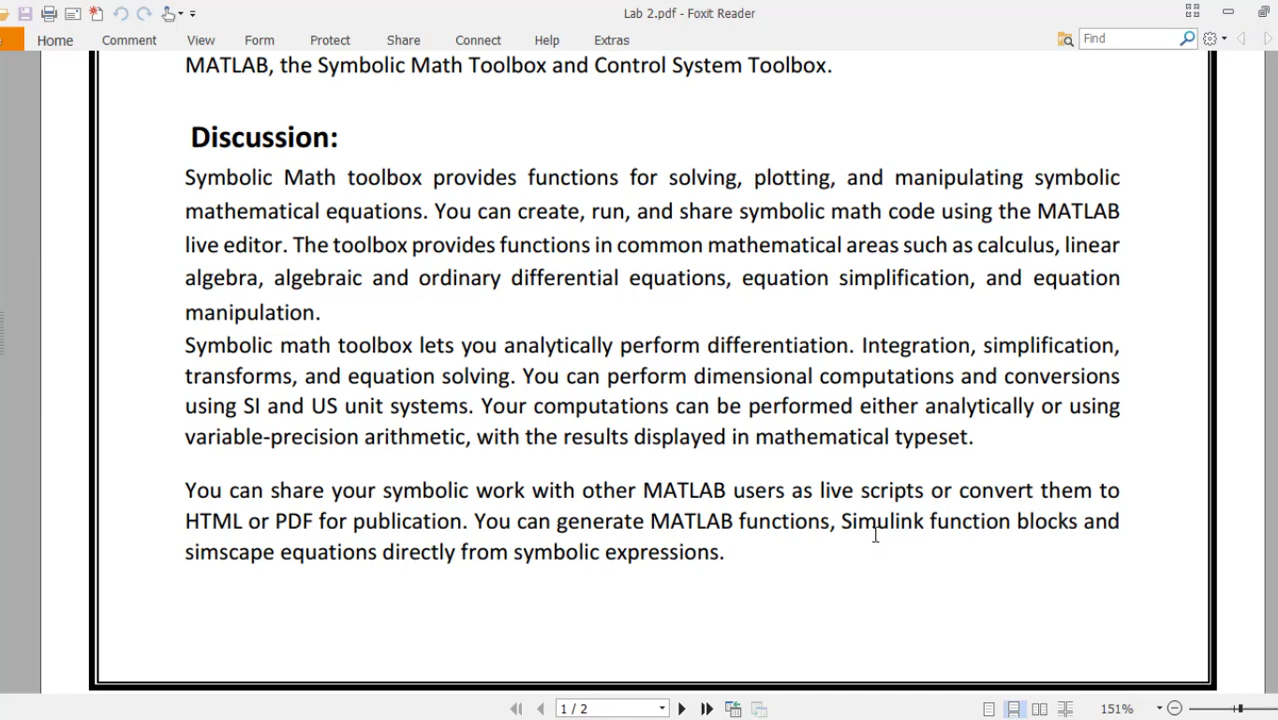 Lab 2.pdf - Foxit Reader
Home Comment View Form Protect Share Connect Help Extras Find
MATLAB, the Symbolic Math Toolbox and Control System Toolbox.
Discussion:
Symbolic Math toolbox provides functions for solving, plotting, and manipulating symbolic
mathematical equations. You can create, run, and share symbolic math code using the MATLAB
live editor. The toolbox provides functions in common mathematical areas such as calculus, linear
algebra, algebraic and ordinary differential equations, equation simplification, and equation
manipulation.
Symbolic math toolbox lets you analytically perform differentiation. Integration, simplification,
transforms, and equation solving. You can perform dimensional computations and conversions
using SI and US unit systems. Your computations can be performed either analytically or using
variable-precision arithmetic, with the results displayed in mathematical typeset.
You can share your symbolic work with other MATLAB users as live scripts or convert them to
HTML or PDF for publication. You can generate MATLAB functions, Simulink function blocks and
simscape equations directly from symbolic expressions.
1 / 2 151%